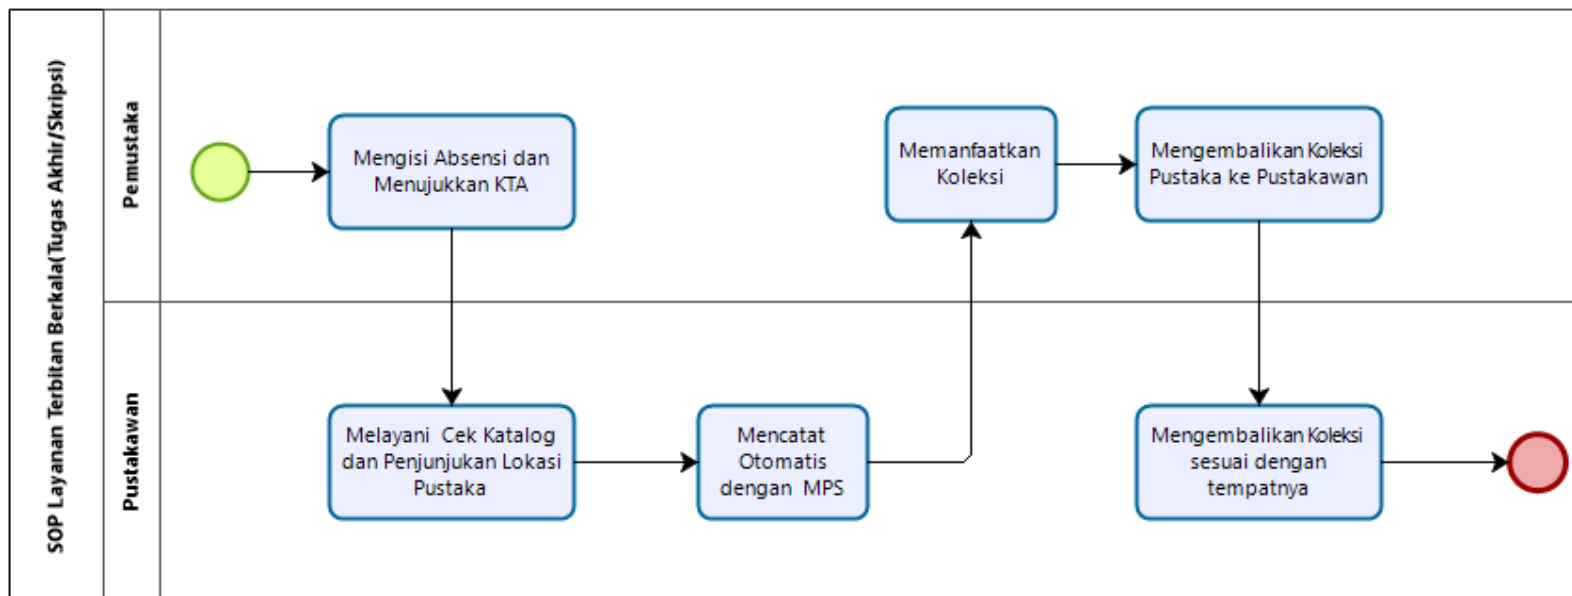 SOP Layanan Terbitan Berkala(Tugas Akhir/Skripsi)
Pemustaka
Mengisi Absensi dan
Menujukkan KTA
Memanfaatkan
Koleksi
Mengembalikan Koleksi
Pustaka ke Pustakawan
Pustakawan
Melayani Cek Katalog
dan Penjunjukan Lokasi
Pustaka
Mencatat
Otomatis
dengan MPS
Mengembalikan Koleksi
sesuai dengan
tempatnya